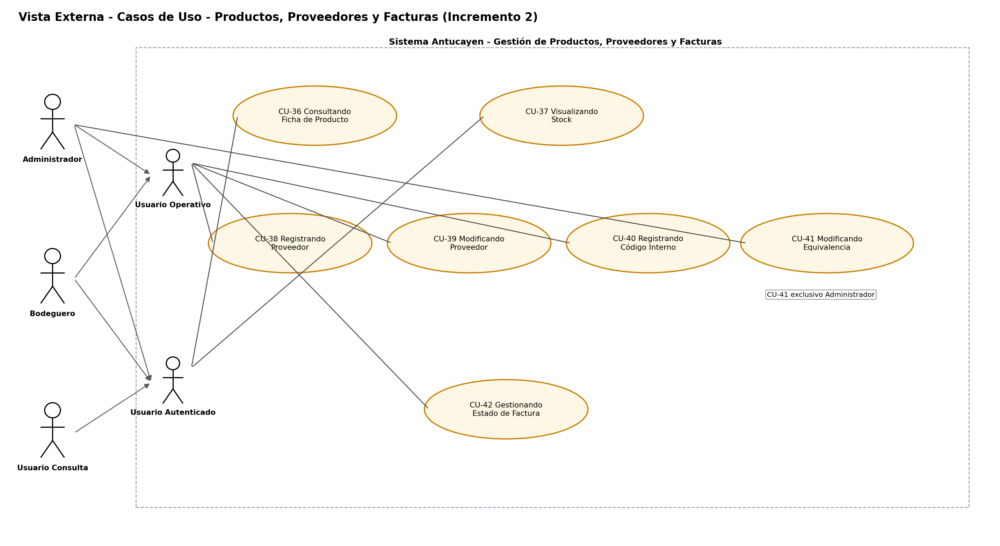 Vista Externa - Casos de Uso - Productos, Proveedores y Facturas (Incremento 2)
Sistema Antucayen - Gestión de Productos, Proveedores y Facturas
CU-36 Consultando
Ficha de Producto
CU-37 Visualizando
Stock
Administrador
Usuario Operativo
CU-38 Registrando
Proveedor
CU-39 Modificando
Proveedor
CU-40 Registrando
Código Interno
CU-41 Modificando
Equivalencia
CU-41 exclusivo Administrador
Bodeguero
Usuario Autenticado
CU-42 Gestionando
Estado de Factura
Usuario Consulta